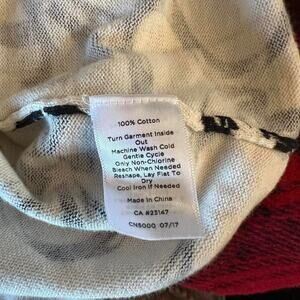 100% Cotton
Turn Garment Inside
Out
Machine Wash Cold
Gentle Cycle
Only Non-Chlorine
Bleach When Needed
Reshape, Lay Flat To
Dry
Cool Iron If Needed
Made In China
CA #23147
CN5000 07/17